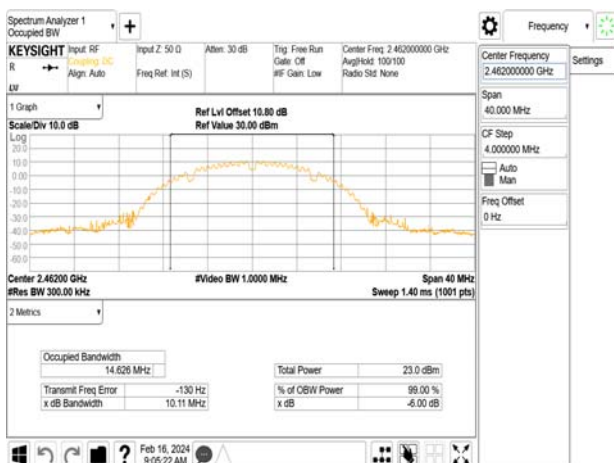 Spectrum Analyzer 1
Occupied BW
+
Frequency
KEYSIGHT Input: RF Input Z: 50 Ω Atten: 30 dB Trig: Free Run Center Freq: 2.462000000 GHz
R Coupling: DC Gate: Off Avg|Hold: 100/100
Align: Auto Freq Ref: Int (S) #IF Gain: Low Radio Std: None
LVI
Center Frequency
2.462000000 GHz
Settings
Span
40.000 MHz
CF Step
4.000000 MHz
Auto
Man
Freq Offset
0 Hz
1 Graph
Ref Lvl Offset 10.80 dB
Scale/Div 10.0 dB Ref Value 30.00 dBm
Log
20.0
10.0
0.00
-10.0
-20.0
-30.0
-40.0
-50.0
-60.0
Center 2.46200 GHz #Video BW 1.0000 MHz Span 40 MHz
#Res BW 300.00 kHz Sweep 1.40 ms (1001 pts)
2 Metrics
Occupied Bandwidth
14.626 MHz Total Power 23.0 dBm
Transmit Freq Error -130 Hz % of OBW Power 99.00 %
x dB Bandwidth 10.11 MHz x dB -6.00 dB
? Feb 16, 2024
9:05:22 AM